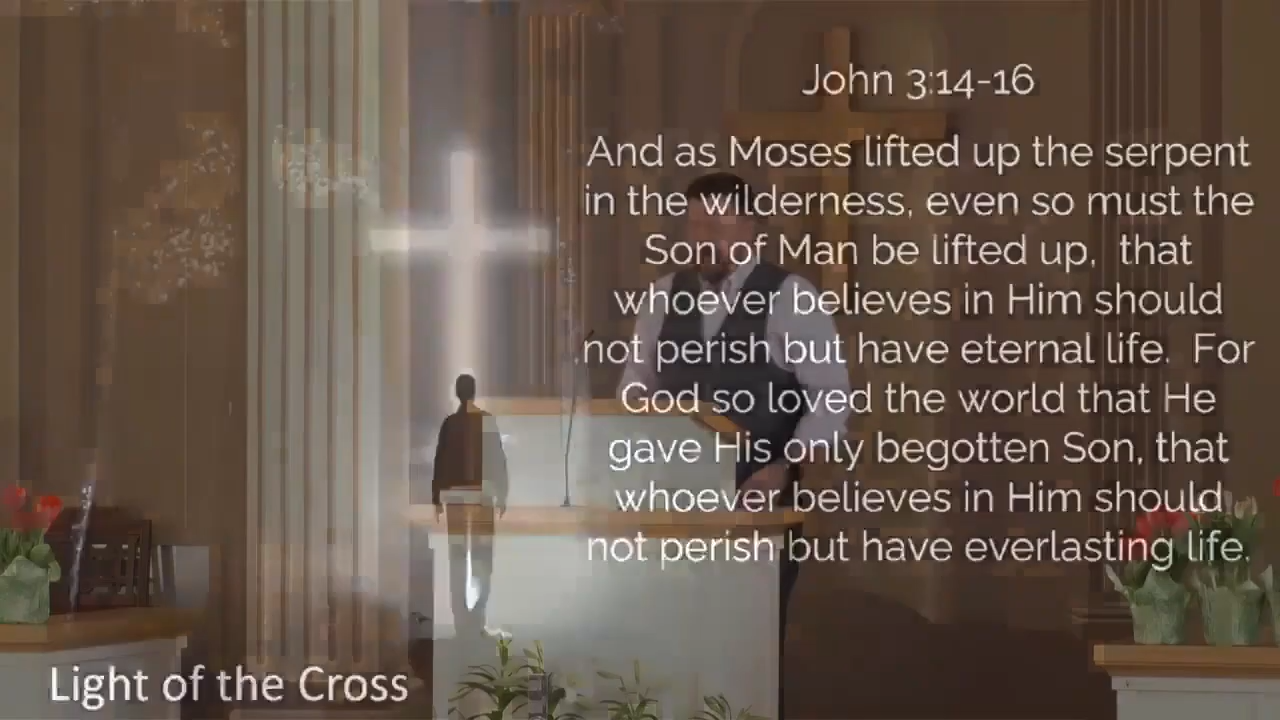 John 3:14-16
And as Moses lifted up the serpent
in the wilderness, even so must the
Son of Man be lifted up, that
whoever believes in Him should
not perish but have eternal life. For
God so loved the world that He
gave His only begotten Son, that
whoever believes in Him should
not perish but have everlasting life.
Light of the Cross